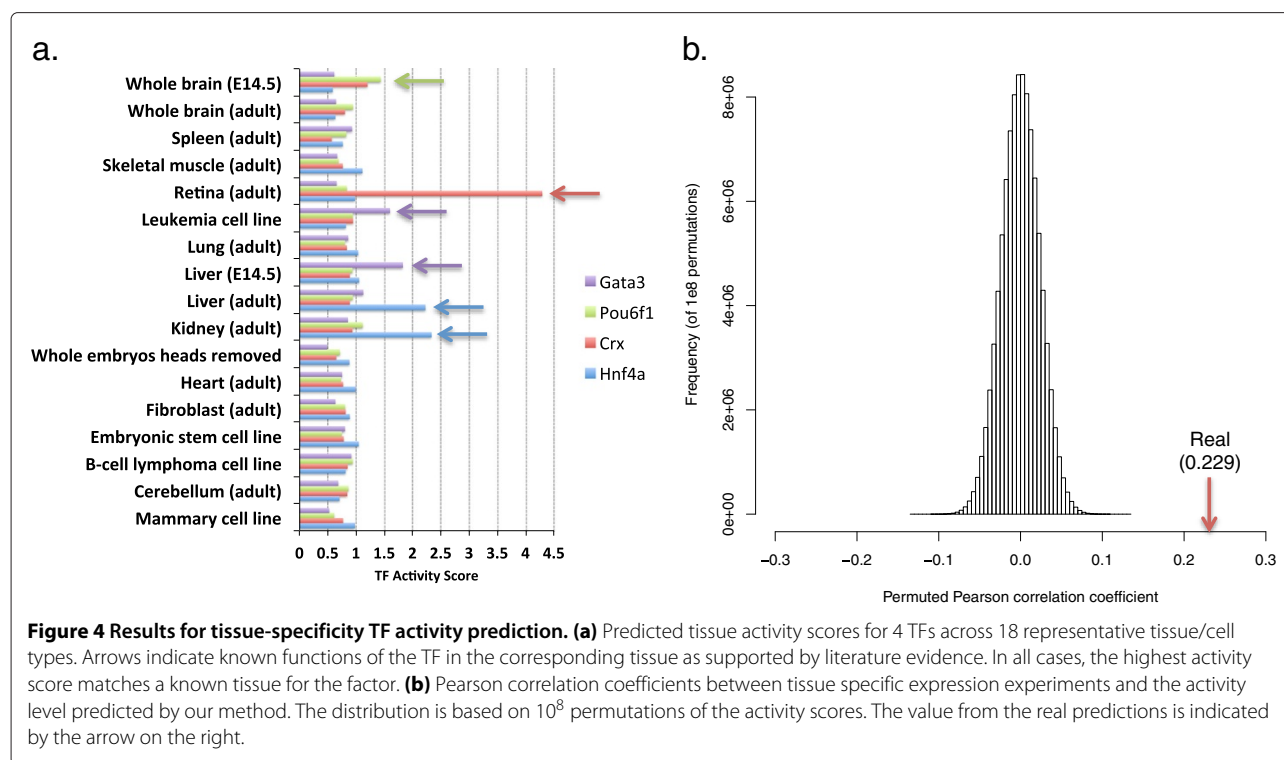 a.
Whole brain (E14.5)
Whole brain (adult)
Spleen (adult)
Skeletal muscle (adult)
Retina (adult)
Leukemia cell line
Lung (adult)
Liver (E14.5)
Liver (adult)
Kidney (adult)
Whole embryos heads removed
Heart (adult)
Fibroblast (adult)
Embryonic stem cell line
B-cell lymphoma cell line
Cerebellum (adult)
Mammary cell line
0 0.5 1 1.5 2 2.5 3 3.5 4 4.5
TF Activity Score
Gata3
Pou6f1
Crx
Hnf4a
b.
Frequency (of 1e8 permutations)
8e+06
6e+06
4e+06
2e+06
0e+00
Real
(0.229)
−0.3 −0.2 −0.1 0.0 0.1 0.2 0.3
Permuted Pearson correlation coefficient
Figure 4 Results for tissue-specificity TF activity prediction. (a) Predicted tissue activity scores for 4 TFs across 18 representative tissue/cell
types. Arrows indicate known functions of the TF in the corresponding tissue as supported by literature evidence. In all cases, the highest activity
score matches a known tissue for the factor. (b) Pearson correlation coefficients between tissue specific expression experiments and the activity
level predicted by our method. The distribution is based on 10⁸ permutations of the activity scores. The value from the real predictions is indicated
by the arrow on the right.